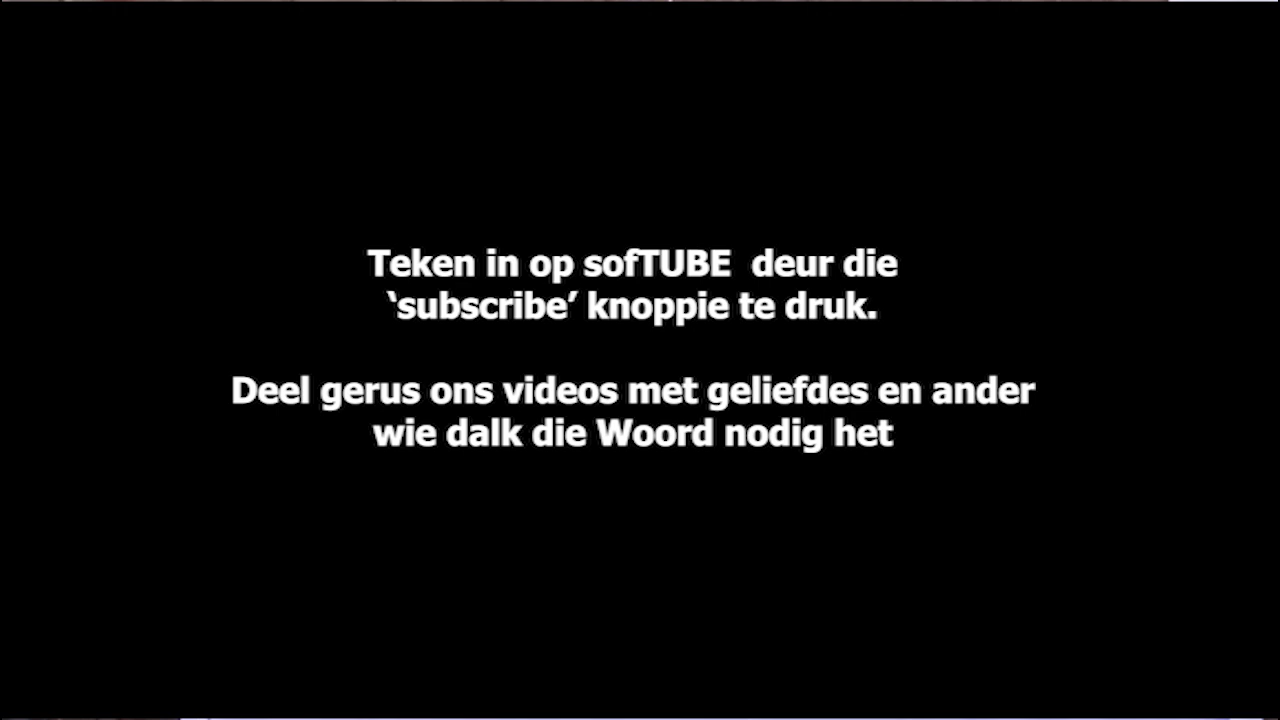 Teken in op sofTUBE  deur die
‘subscribe’ knoppie te druk.
Deel gerus ons videos met geliefdes en ander
wie dalk die Woord nodig het